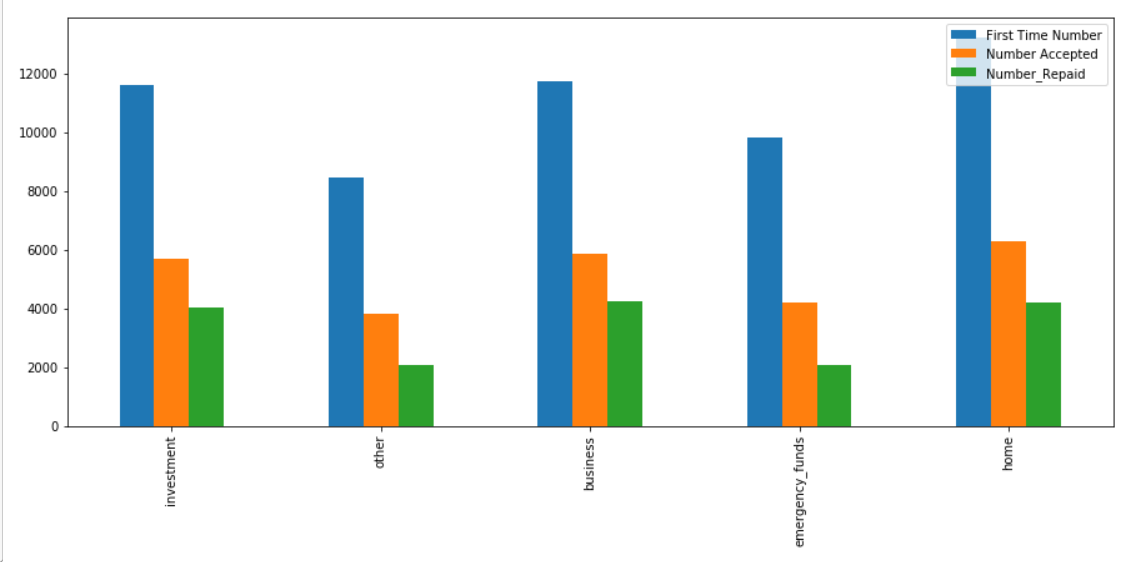 First Time Number
Number Accepted
Number_Repaid
12000
10000
8000
6000
4000
2000
0
investment
other
business
emergency_funds
home